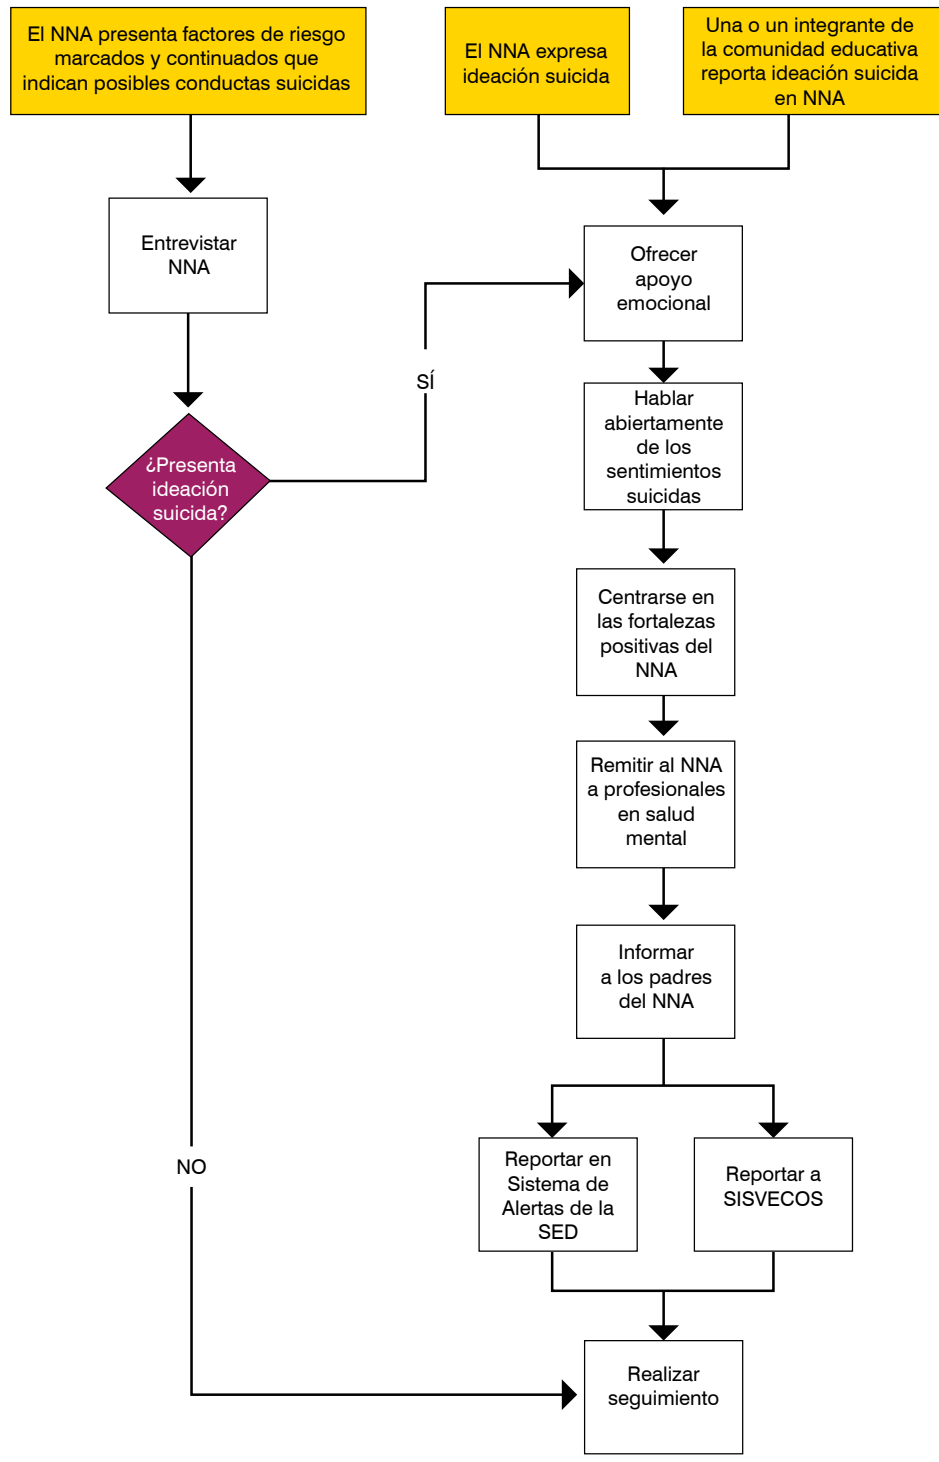 El NNA presenta factores de riesgo
marcados y continuados que
indican posibles conductas suicidas
El NNA expresa
ideación suicida
Una o un integrante de
la comunidad educativa
reporta ideación suicida
en NNA
Entrevistar
NNA
¿Presenta
ideación
suicida?
SÍ
NO
Ofrecer
apoyo
emocional
Hablar
abiertamente
de los
sentimientos
suicidas
Centrarse en
las fortalezas
positivas del
NNA
Remitir al NNA
a profesionales
en salud
mental
Informar
a los padres
del NNA
Reportar en
Sistema de
Alertas de la
SED
Reportar a
SISVECOS
Realizar
seguimiento